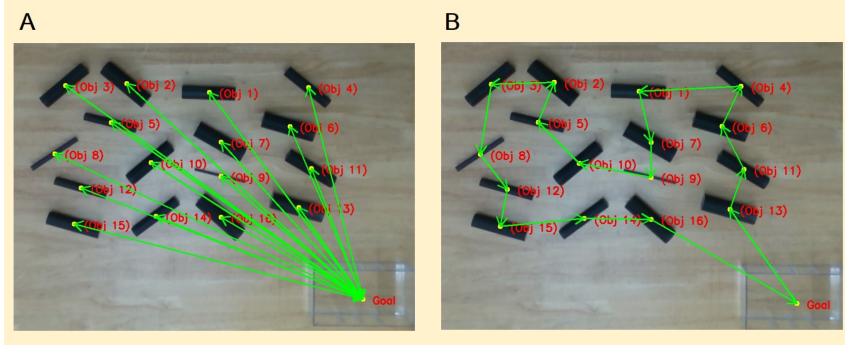 A
B
(Obj 3)
(Obj 2)
(Obj 1)
(Obj 4)
(Obj 5)
(Obj 6)
(Obj 7)
(Obj 8)
(Obj 10)
(Obj 9)
(Obj 11)
(Obj 12)
(Obj 13)
(Obj 15)
(Obj 14)
(Obj 16)
Goal
(Obj 3)
(Obj 2)
(Obj 1)
(Obj 4)
(Obj 5)
(Obj 6)
(Obj 7)
(Obj 8)
(Obj 10)
(Obj 9)
(Obj 11)
(Obj 12)
(Obj 13)
(Obj 15)
(Obj 14)
(Obj 16)
Goal